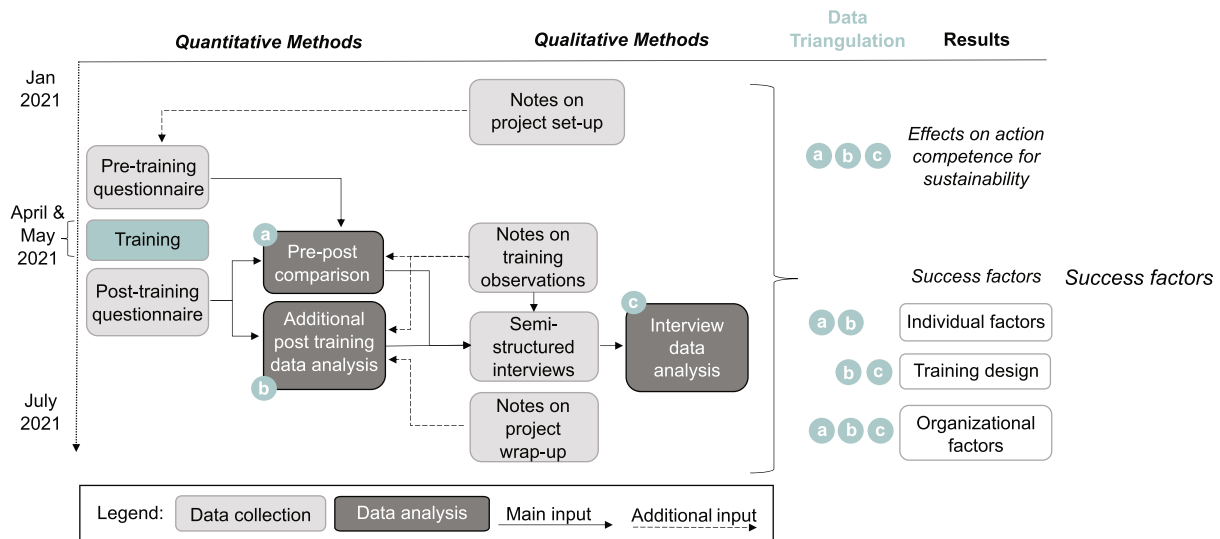 Quantitative Methods
Qualitative Methods
Data
Triangulation
Results
Jan
2021
Notes on
project set-up
Pre-training
questionnaire
a b c
Effects on action
competence for
sustainability
April &
May
2021
Training
a
Pre-post
comparison
Notes on
training
observations
Post-training
questionnaire
Additional
post training
data analysis
b
Semi-
structured
interviews
c
Interview
data
analysis
Success factors
Success factors
a b
Individual factors
b c
Training design
a b c
Organizational
factors
July
2021
Notes on
project
wrap-up
Legend:
Data collection
Data analysis
Main input
Additional input